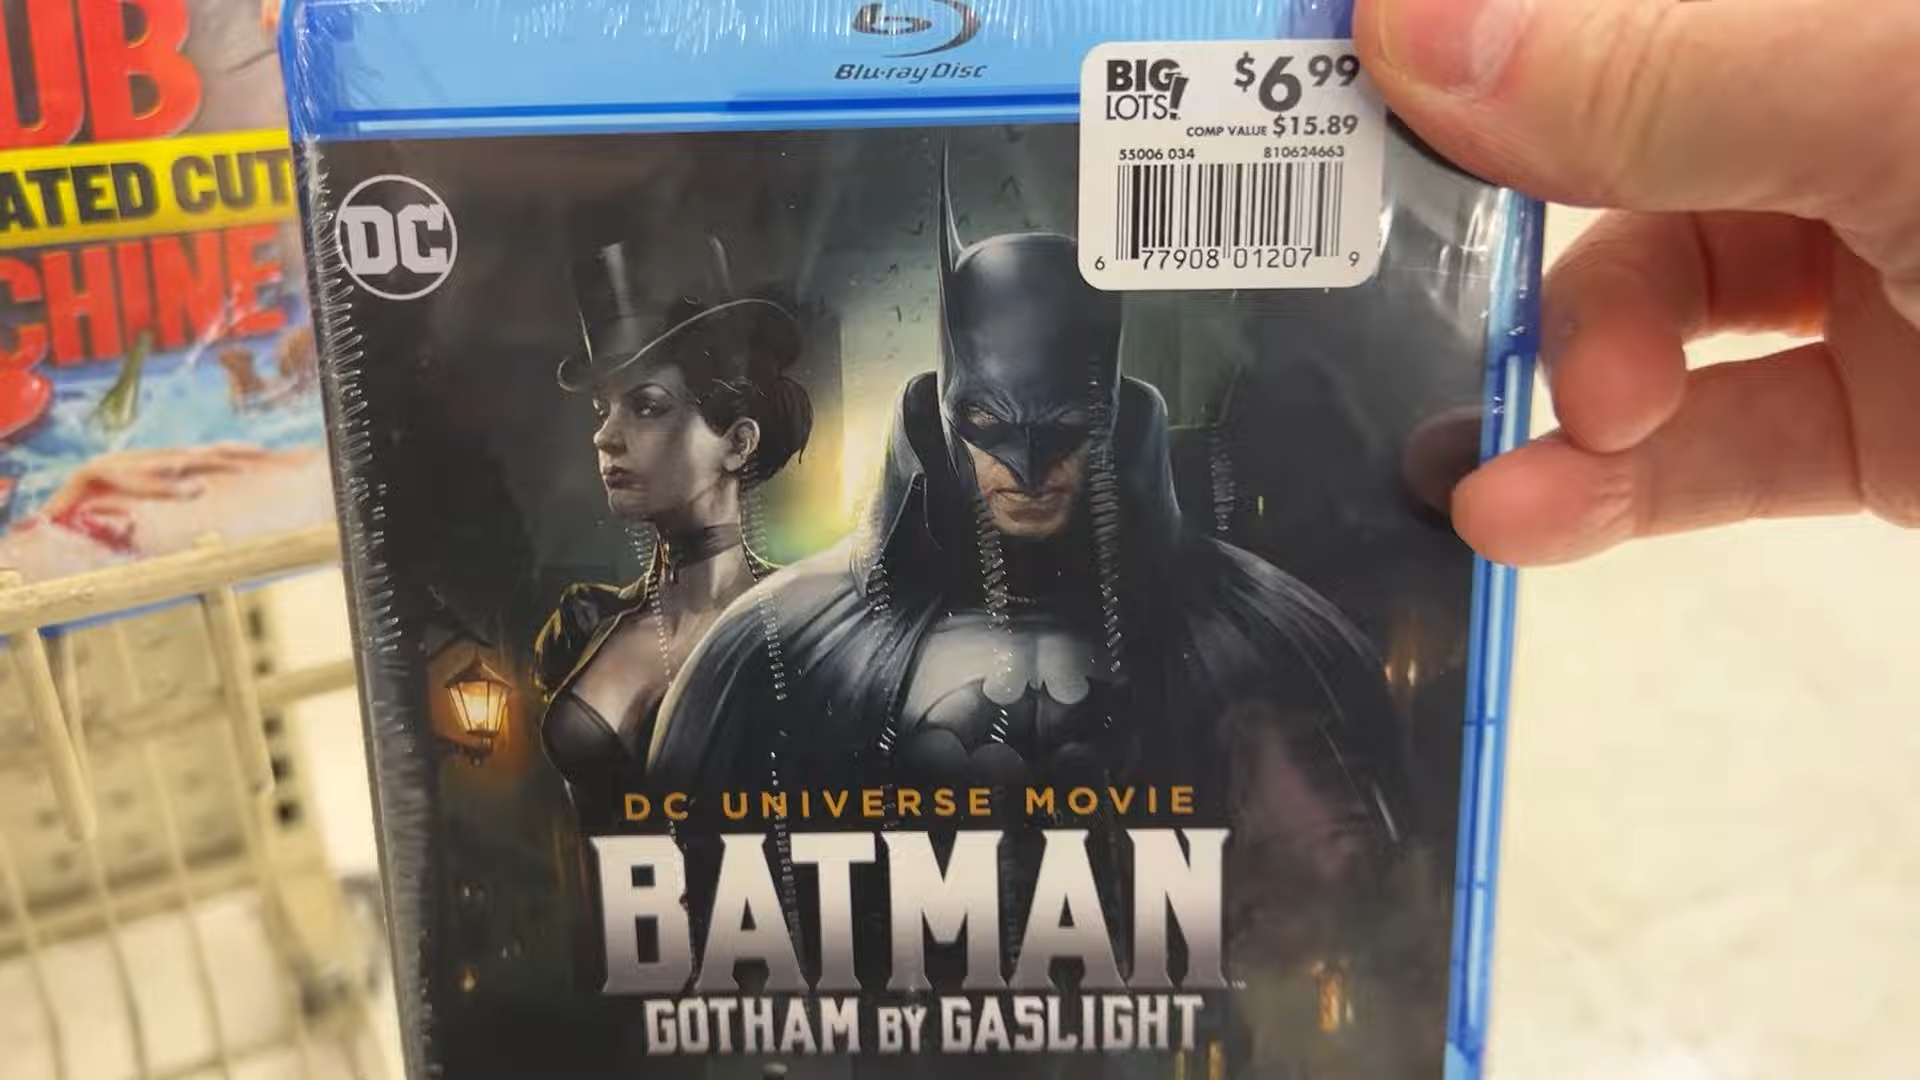 Blu-ray Disc
BIG LOTS!
$6.99
COMP VALUE $15.89
55006 034 810624663
6 77908 01207 9
DC
UB
ATED CUT
CHINE
DC UNIVERSE MOVIE
BATMAN
GOTHAM BY GASLIGHT